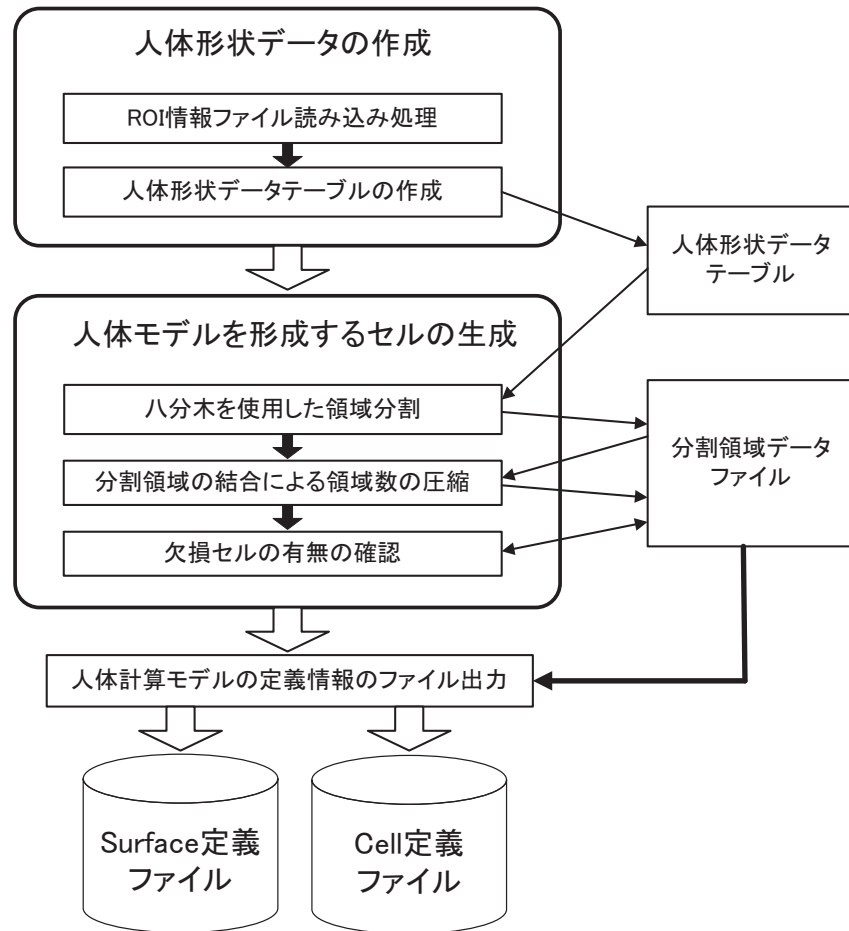 人体形状データの作成
ROI情報ファイル読み込み処理
人体形状データテーブルの作成
人体形状データ
テーブル
人体モデルを形成するセルの生成
八分木を使用した領域分割
分割領域の結合による領域数の圧縮
欠損セルの有無の確認
分割領域データ
ファイル
人体計算モデルの定義情報のファイル出力
Surface定義
ファイル
Cell定義
ファイル